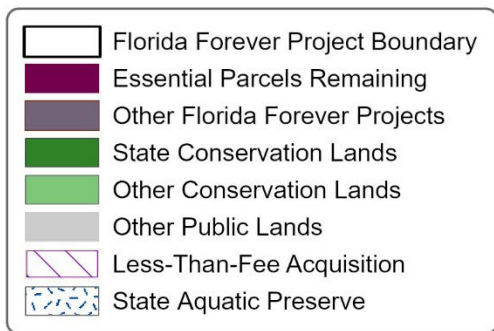 Florida Forever Project Boundary
Essential Parcels Remaining
Other Florida Forever Projects
State Conservation Lands
Other Conservation Lands
Other Public Lands
Less-Than-Fee Acquisition
State Aquatic Preserve